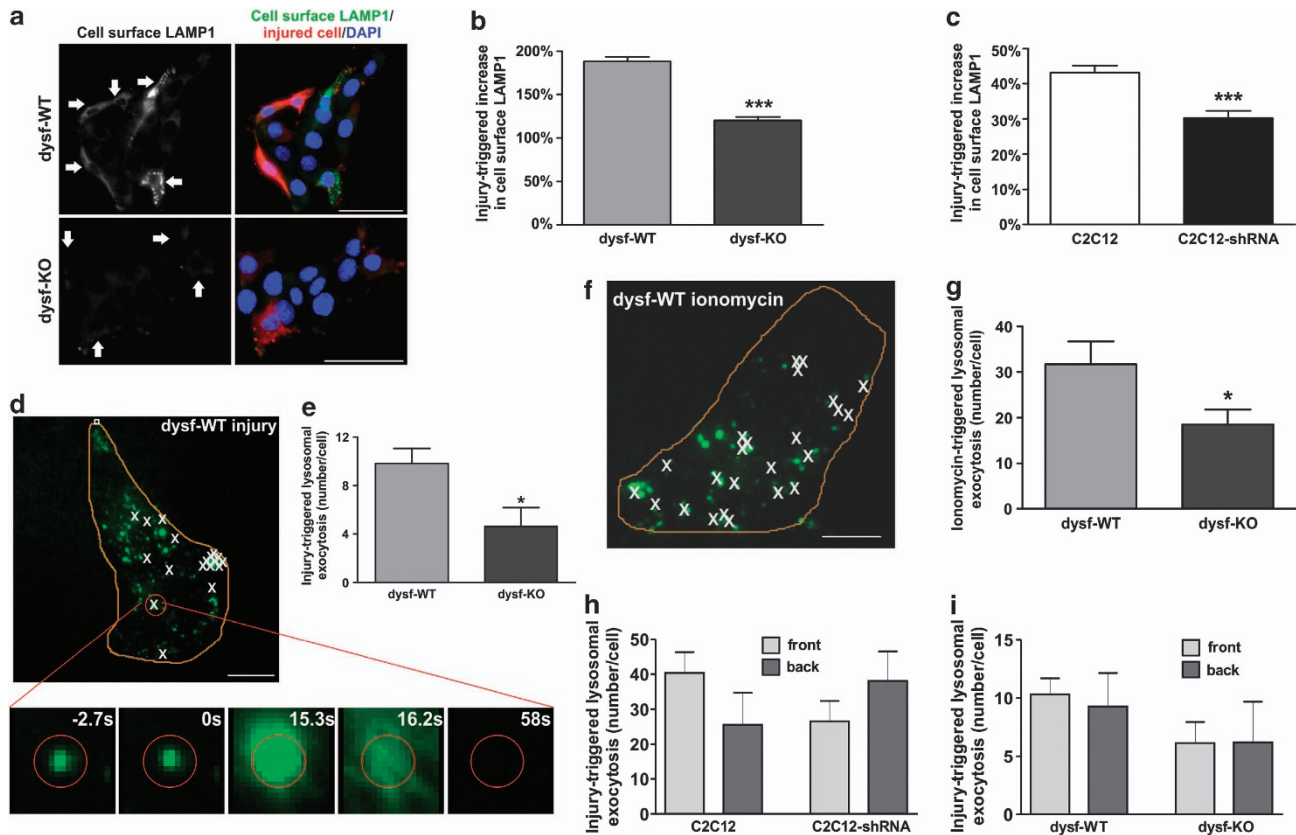 a
Cell surface LAMP1
Cell surface LAMP1/
injured cell/DAPI
dysf-WT
dysf-KO
b
Injury-triggered increase
in cell surface LAMP1
200%
150%
100%
50%
0%
***
dysf-WT
dysf-KO
c
Injury-triggered increase
in cell surface LAMP1
50%
40%
30%
20%
10%
0%
***
C2C12
C2C12-shRNA
d
dysf-WT injury
X X X X X X X X X X X X X X X X
-2.7s
0s
15.3s
16.2s
58s
e
Injury-triggered lysosomal
exocytosis (number/cell)
12
8
4
0
*
dysf-WT
dysf-KO
f
dysf-WT ionomycin
X X X X X X X X X X X X X X X X X X X X X X
g
Ionomycin-triggered lysosomal
exocytosis (number/cell)
40
30
20
10
0
*
dysf-WT
dysf-KO
h
Injury-triggered lysosomal
exocytosis (number/cell)
50
40
30
20
10
0
front
back
C2C12
C2C12-shRNA
i
Injury-triggered lysosomal
exocytosis (number/cell)
15
10
5
0
front
back
dysf-WT
dysf-KO